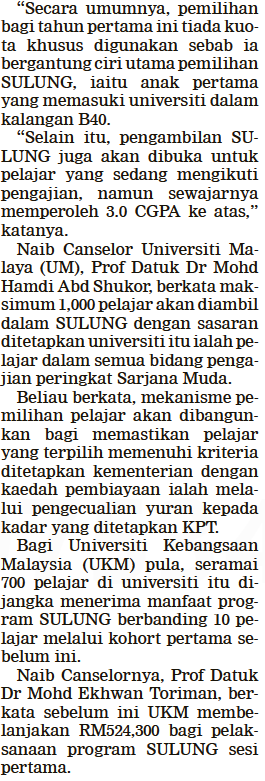 “Secara umumnya, pemilihan
bagi tahun pertama ini tiada kuo-
ta khusus digunakan sebab ia
bergantung ciri utama pemilihan
SULUNG, iaitu anak pertama
yang memasuki universiti dalam
kalangan B40.
“Selain itu, pengambilan SU-
LUNG juga akan dibuka untuk
pelajar yang sedang mengikuti
pengajian, namun sewajarnya
memperoleh 3.0 CGPA ke atas,”
katanya.
Naib Canselor Universiti Ma-
laya (UM), Prof Datuk Dr Mohd
Hamdi Abd Shukor, berkata mak-
simum 1,000 pelajar akan diambil
dalam SULUNG dengan sasaran
ditetapkan universiti itu ialah pe-
lajar dalam semua bidang penga-
jian peringkat Sarjana Muda.
Beliau berkata, mekanisme pe-
milihan pelajar akan dibangun-
kan bagi memastikan pelajar
yang terpilih memenuhi kriteria
ditetapkan kementerian dengan
kaedah pembiayaan ialah mela-
lui pengecualian yuran kepada
kadar yang ditetapkan KPT.
Bagi Universiti Kebangsaan
Malaysia (UKM) pula, seramai
700 pelajar di universiti itu di-
jangka menerima manfaat prog-
ram SULUNG berbanding 10 pe-
lajar melalui kohort pertama se-
belum ini.
Naib Canselornya, Prof Datuk
Dr Mohd Ekhwan Toriman, ber-
kata sebelum ini UKM membe-
lanjakan RM524,300 bagi pelak-
sanaan program SULUNG sesi
pertama.